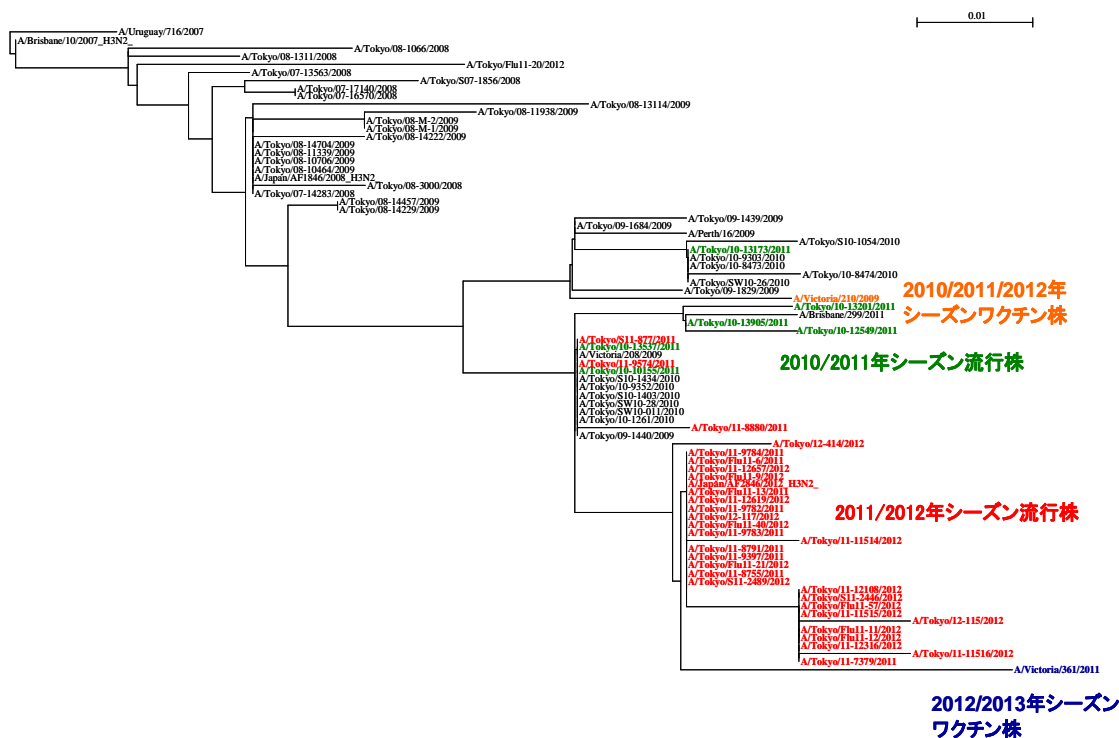 0.01
A/Uruguay/716/2007
A/Brisbane/10/2007_H3N2_
A/Tokyo/08-1066/2008
A/Tokyo/08-1311/2008
A/Tokyo/Flu11-20/2012
A/Tokyo/07-13563/2008
A/Tokyo/S07-1856/2008
A/Tokyo/07-17140/2008
A/Tokyo/07-16570/2008
A/Tokyo/08-13114/2009
A/Tokyo/08-11938/2009
A/Tokyo/08-M-2/2009
A/Tokyo/08-M-1/2009
A/Tokyo/08-14222/2009
A/Tokyo/08-14704/2009
A/Tokyo/08-11339/2009
A/Tokyo/08-10706/2009
A/Tokyo/08-10464/2009
A/Japan/AF1846/2008_H3N2_
A/Tokyo/08-3000/2008
A/Tokyo/07-14283/2008
A/Tokyo/08-14457/2009
A/Tokyo/08-14229/2009
A/Tokyo/09-1439/2009
A/Tokyo/09-1684/2009
A/Perth/16/2009
A/Tokyo/S10-1054/2010
A/Tokyo/10-13173/2011
A/Tokyo/10-9303/2010
A/Tokyo/10-8473/2010
A/Tokyo/10-8474/2010
A/Tokyo/SW10-26/2010
A/Tokyo/09-1829/2009
A/Victoria/210/2009
2010/2011/2012年
シーズンワクチン株
A/Tokyo/10-13201/2011
A/Brisbane/299/2011
A/Tokyo/10-13905/2011
A/Tokyo/10-12549/2011
A/Tokyo/S11-877/2011
A/Tokyo/10-13537/2011
A/Victoria/208/2009
A/Tokyo/11-9574/2011
A/Tokyo/10-10155/2011
2010/2011年シーズン流行株
A/Tokyo/S10-1434/2010
A/Tokyo/10-9352/2010
A/Tokyo/S10-1403/2010
A/Tokyo/SW10-28/2010
A/Tokyo/SW10-011/2010
A/Tokyo/10-1261/2010
A/Tokyo/11-8880/2011
A/Tokyo/09-1440/2009
A/Tokyo/12-414/2012
A/Tokyo/11-9784/2011
A/Tokyo/Flu11-6/2011
A/Tokyo/11-12657/2012
A/Tokyo/Flu11-9/2012
A/Japan/AF2846/2012_H3N2_
A/Tokyo/Flu11-13/2011
A/Tokyo/11-12619/2012
A/Tokyo/11-9782/2011
A/Tokyo/12-117/2012
A/Tokyo/Flu11-40/2012
A/Tokyo/11-9783/2011
2011/2012年シーズン流行株
A/Tokyo/11-11514/2012
A/Tokyo/11-8791/2011
A/Tokyo/11-9397/2011
A/Tokyo/Flu11-21/2012
A/Tokyo/11-8755/2011
A/Tokyo/S11-2489/2012
A/Tokyo/11-12108/2012
A/Tokyo/S11-2446/2012
A/Tokyo/Flu11-57/2012
A/Tokyo/11-11515/2012
A/Tokyo/12-115/2012
A/Tokyo/Flu11-11/2012
A/Tokyo/Flu11-12/2012
A/Tokyo/11-12316/2012
A/Tokyo/11-11516/2012
A/Tokyo/11-7379/2011
A/Victoria/361/2011
2012/2013年シーズン
ワクチン株